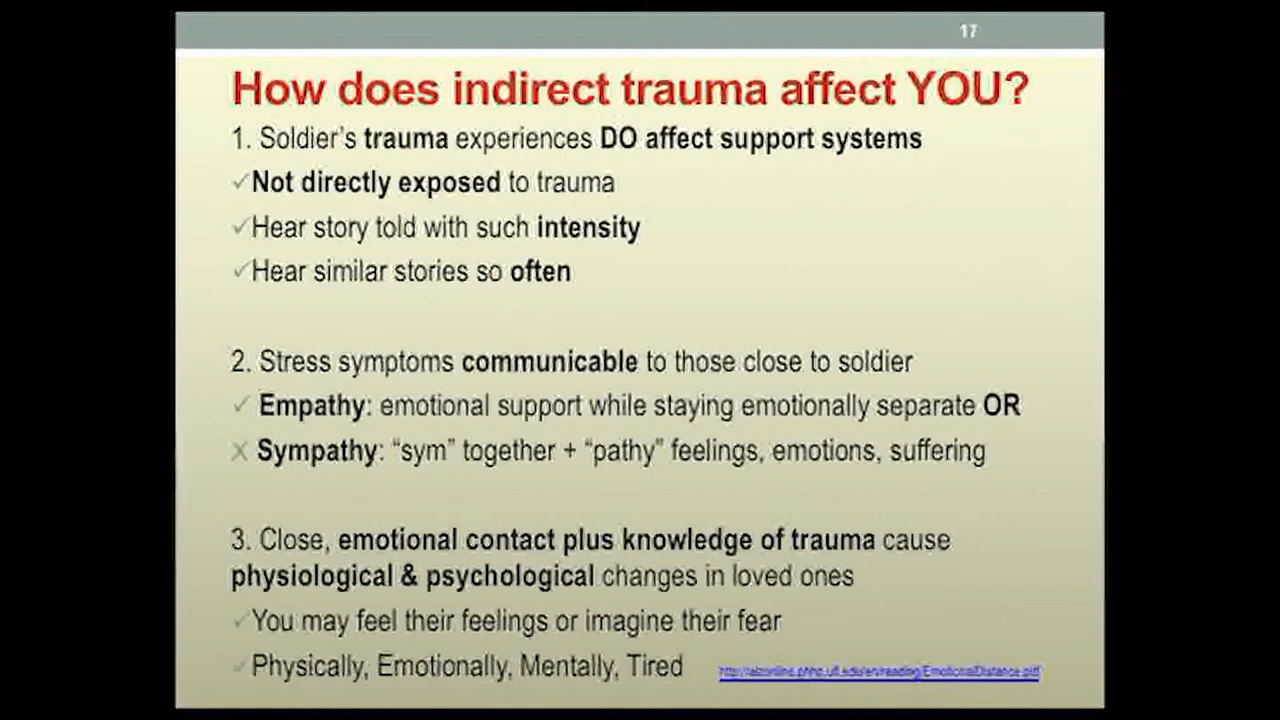 17
How does indirect trauma affect YOU?
1. Soldier's trauma experiences DO affect support systems
✓Not directly exposed to trauma
✓Hear story told with such intensity
✓Hear similar stories so often
2. Stress symptoms communicable to those close to soldier
✓ Empathy: emotional support while staying emotionally separate OR
✗ Sympathy: “sym” together + “pathy” feelings, emotions, suffering
3. Close, emotional contact plus knowledge of trauma cause
physiological & psychological changes in loved ones
✓You may feel their feelings or imagine their fear
✓Physically, Emotionally, Mentally, Tired